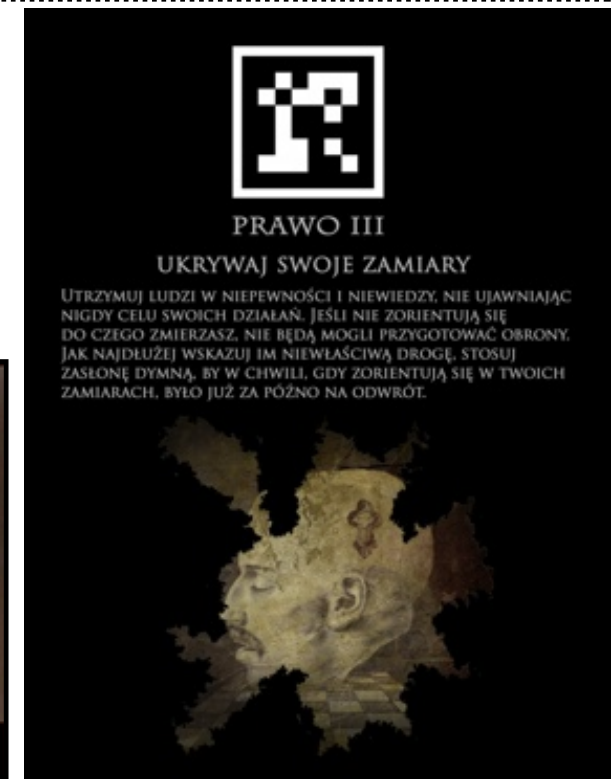 PRAWO III
UKRYWAJ SWOJE ZAMIARY
UTRZYMUJ LUDZI W NIEPEWNOŚCI I NIEWIEDZY, NIE UJAWNIAJĄC
NIGDY CELU SWOICH DZIAŁAŃ. JEŚLI NIE ZORIENTUJĄ SIĘ
DO CZEGO ZMIERZASZ, NIE BĘDĄ MOGLI PRZYGOTOWAĆ OBRONY.
JAK NAJDŁUŻEJ WSKAZUJ IM NIEWŁAŚCIWĄ DROGĘ, STOSUJ
ZASŁONĘ DYMNĄ, BY W CHWILI, GDY ZORIENTUJĄ SIĘ W TWOICH
ZAMIARACH, BYŁO JUŻ ZA PÓŹNO NA ODWRÓT.